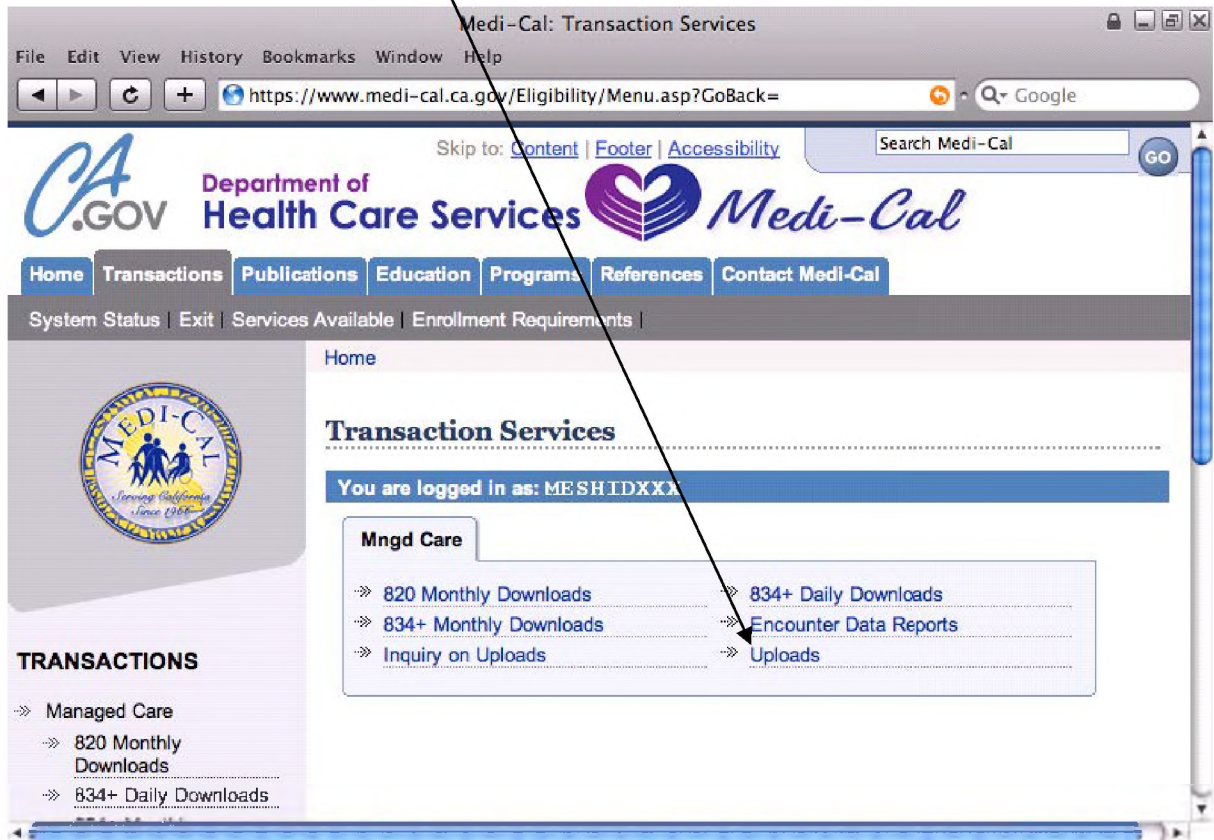 Medi-Cal: Transaction Services
File Edit View History Bookmarks Window Help
https://www.medi-cal.ca.gov/Eligibility/Menu.asp?GoBack=
Google
Skip to: Content | Footer | Accessibility
Search Medi-Cal
GO
CA.GOV
Department of
Health Care Services
Medi-Cal
Home Transactions Publications Education Programs References Contact Medi-Cal
System Status | Exit | Services Available | Enrollment Requirements |
Home
MEDI-CAL
Serving California
Since 1966
Transaction Services
You are logged in as: MESHIDXXX
Mngd Care
820 Monthly Downloads
834+ Daily Downloads
834+ Monthly Downloads
Encounter Data Reports
Inquiry on Uploads
Uploads
TRANSACTIONS
Managed Care
820 Monthly
Downloads
834+ Daily Downloads